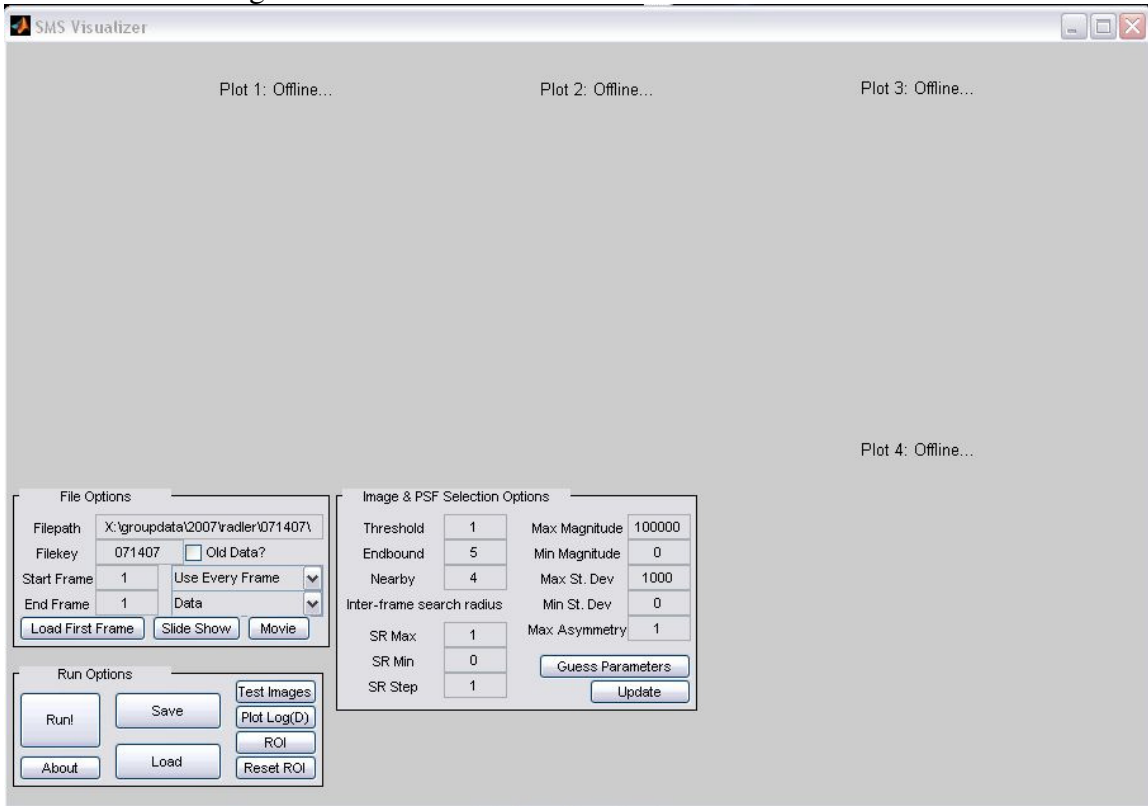 SMS Visualizer
Plot 1: Offline...
Plot 2: Offline...
Plot 3: Offline...
Plot 4: Offline...
File Options
Filepath X:\groupdata\2007\radler\071407\
Filekey 071407 Old Data?
Start Frame 1 Use Every Frame
End Frame 1 Data
Load First Frame Slide Show Movie
Run Options
Run! Save Test Images
Plot Log(D)
ROI
About Load Reset ROI
Image & PSF Selection Options
Threshold 1 Max Magnitude 100000
Endbound 5 Min Magnitude 0
Nearby 4 Max St. Dev 1000
Inter-frame search radius Min St. Dev 0
SR Max 1 Max Asymmetry 1
SR Min 0 Guess Parameters
SR Step 1 Update